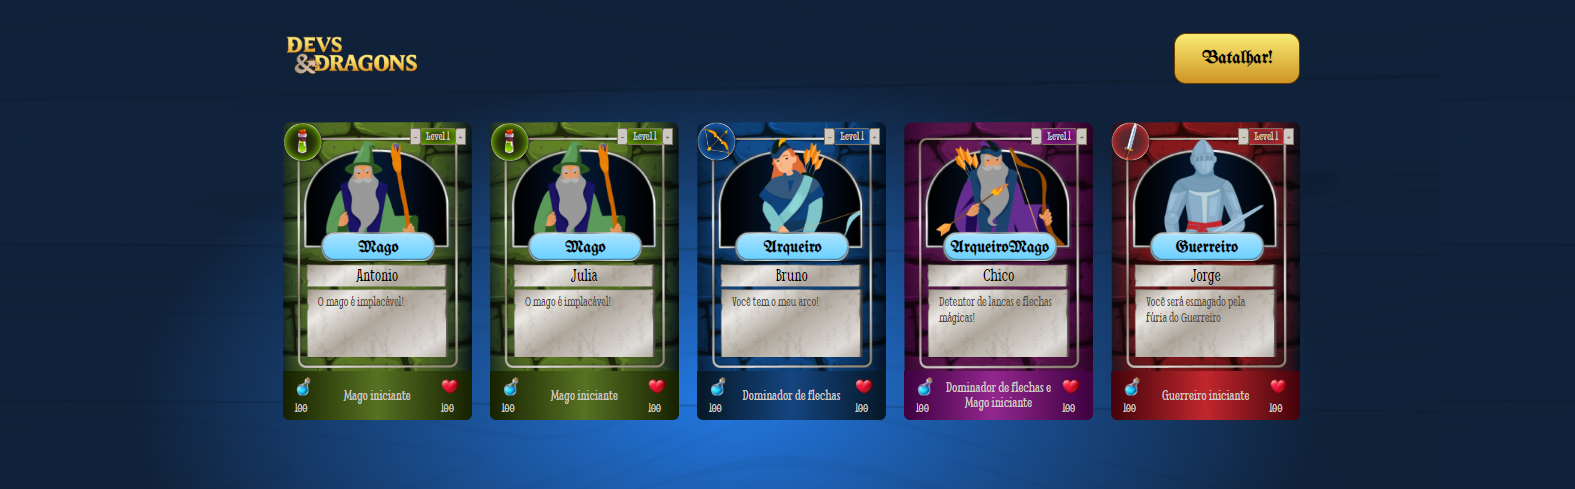 DEVS
&DRAGONS
Batalhar!
- Level 1 +
Mago
Antonio
O mago é implacável!
Mago iniciante
100
100
- Level 1 +
Mago
Julia
O mago é implacável!
Mago iniciante
100
100
- Level 1 +
Arqueiro
Bruno
Você tem o meu arco!
Dominador de flechas
100
100
- Level 1 +
ArqueiroMago
Chico
Detentor de lancas e flechas
mágicas!
Dominador de flechas e
Mago iniciante
100
100
- Level 1 +
Guerreiro
Jorge
Você será esmagado pela
fúria do Guerreiro
Guerreiro iniciante
100
100